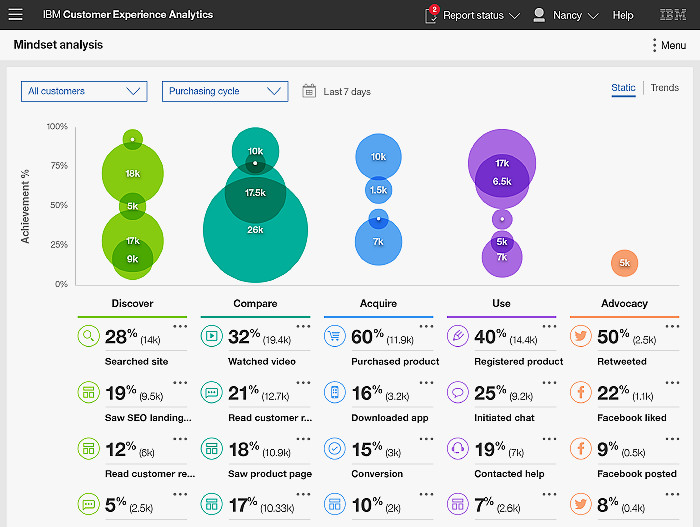 IBM Customer Experience Analytics
2 Report status Nancy Help IBM
Mindset analysis Menu
All customers Purchasing cycle Last 7 days Static Trends
Achievement %
100%
75%
50%
25%
0%
18k
5k
17k
9k
10k
17.5k
26k
10k
1.5k
7k
17k
6.5k
5k
7k
5k
Discover Compare Acquire Use Advocacy
28% (14k) 32% (19.4k) 60% (11.9k) 40% (14.4k) 50% (2.5k)
Searched site Watched video Purchased product Registered product Retweeted
19% (9.5k) 21% (12.7k) 16% (3.2k) 25% (9.2k) 22% (1.1k)
Saw SEO landing... Read customer r... Downloaded app Initiated chat Facebook liked
12% (6k) 18% (10.9k) 15% (3k) 19% (7k) 9% (0.5k)
Read customer re... Saw product page Conversion Contacted help Facebook posted
5% (2.5k) 17% (10.33k) 10% (2k) 7% (2.6k) 8% (0.4k)